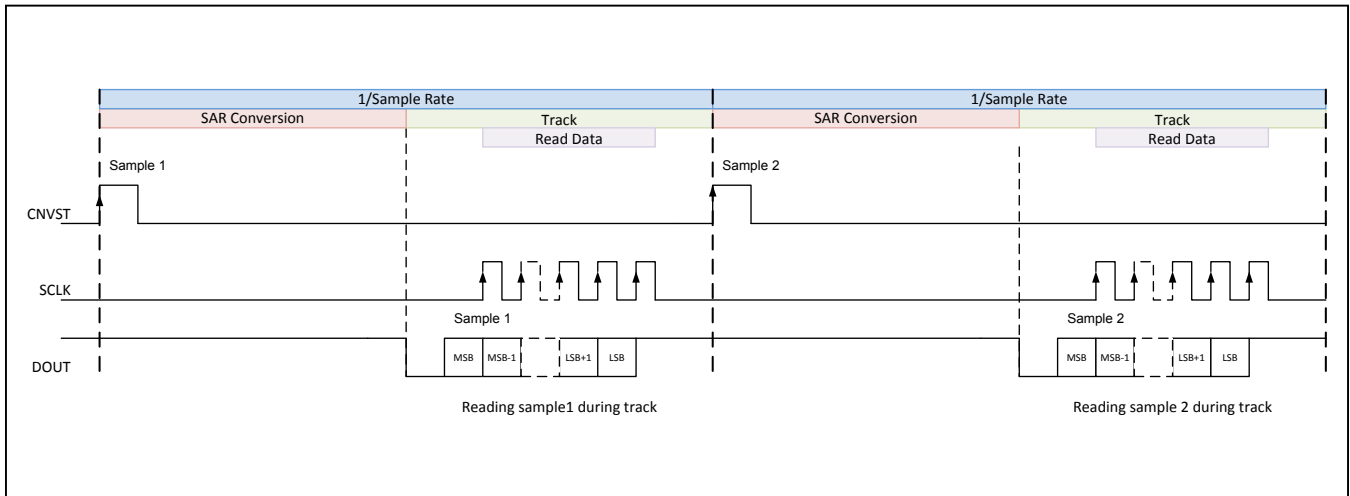 1/Sample Rate
1/Sample Rate
SAR Conversion
Track
SAR Conversion
Track
Read Data
Read Data
Sample 1
Sample 2
CNVST
SCLK
Sample 1
Sample 2
DOUT
MSB
MSB-1
LSB+1
LSB
MSB
MSB-1
LSB+1
LSB
Reading sample1 during track
Reading sample 2 during track